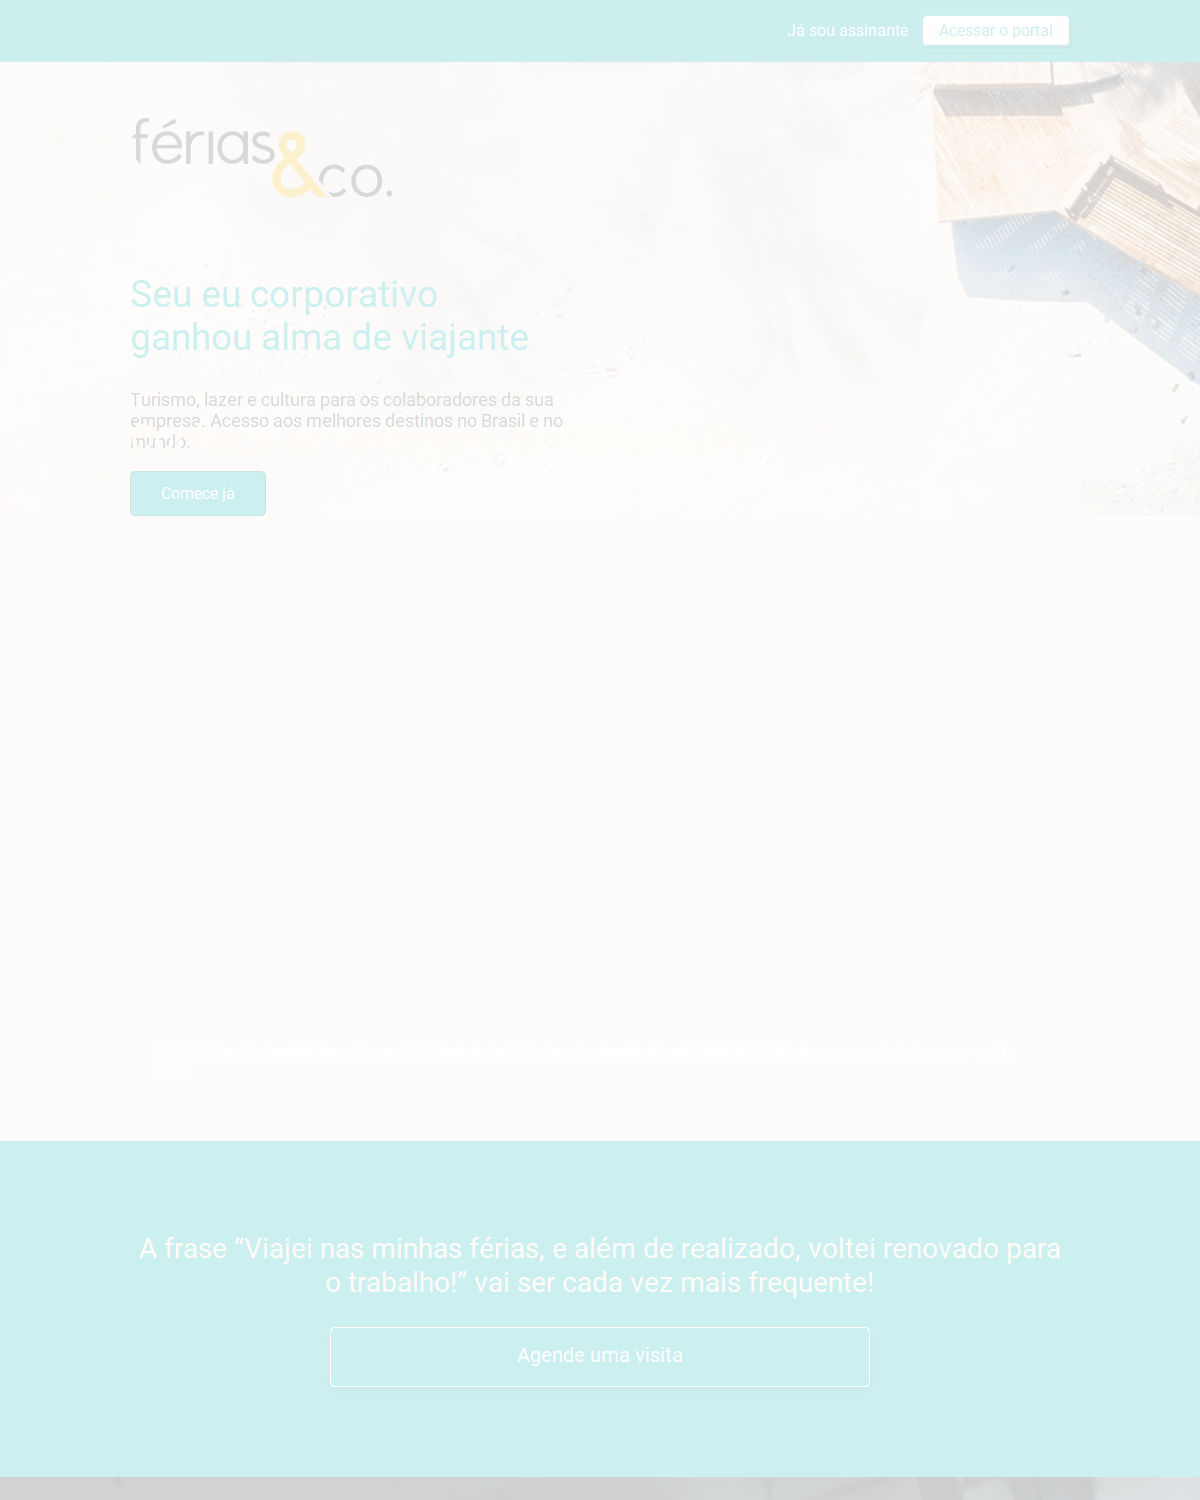 Já sou assinante
Acessar o portal
férias&co.
Seu eu corporativo
ganhou alma de viajante
Turismo, lazer e cultura para os colaboradores da sua
empresa. Acesso aos melhores destinos no Brasil e no
mundo.
Comece já
A frase “Viajei nas minhas férias, e além de realizado, voltei renovado para
o trabalho!” vai ser cada vez mais frequente!
Agende uma visita